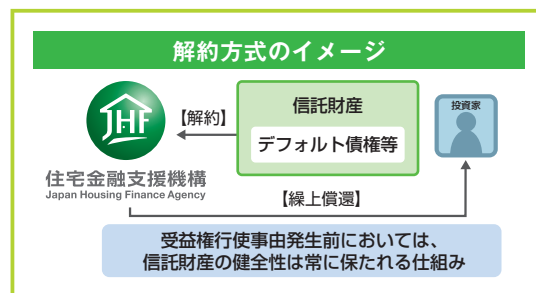 解約方式のイメージ
信託財産
投資家
【解約】
JHF
デフォルト債権等
住宅金融支援機構
Japan Housing Finance Agency
【繰上償還】
受益権行使事由発生前においては、
信託財産の健全性は常に保たれる仕組み